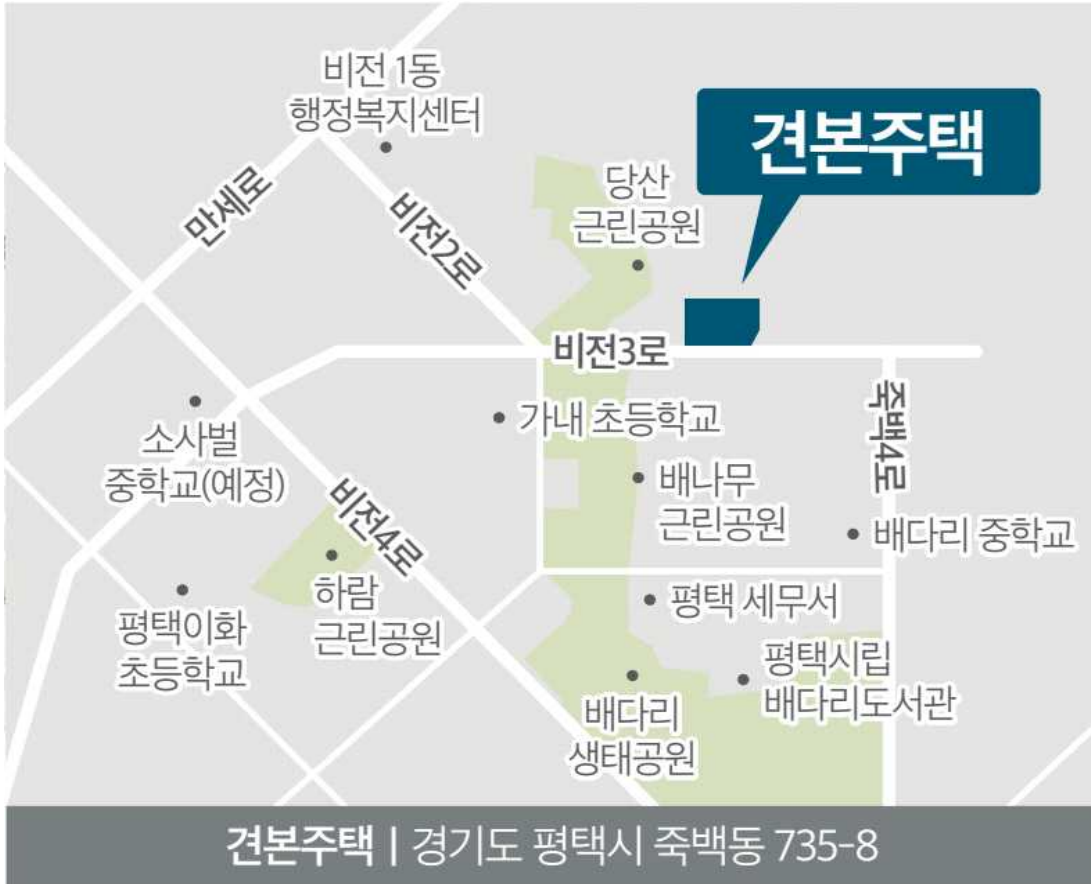 비전 1동
행정복지센터
견본주택
당산
근린공원
만세로
비전2로
비전3로
죽백4로
가내 초등학교
소사벌
중학교(예정)
배나무
근린공원
비전4로
배다리 중학교
하람
근린공원
평택 세무서
평택이화
초등학교
평택시립
배다리도서관
배다리
생태공원
견본주택 | 경기도 평택시 죽백동 735-8